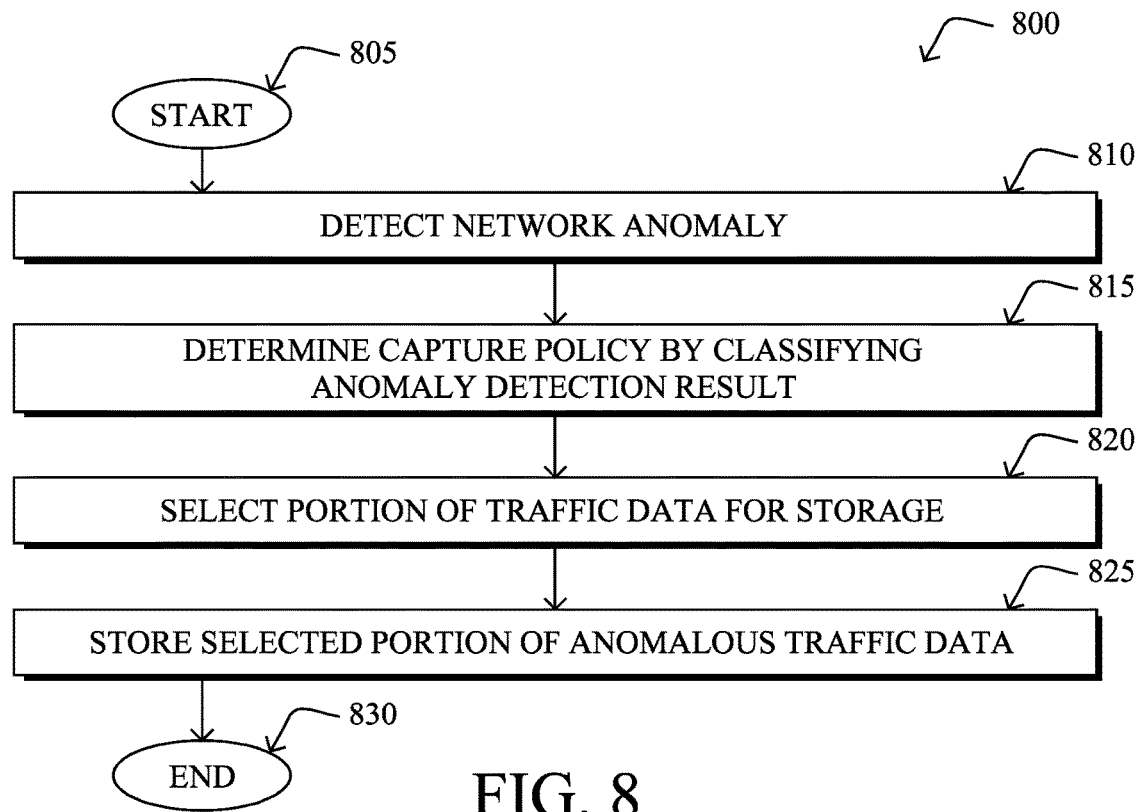 800
805
START
810
DETECT NETWORK ANOMALY
815
DETERMINE CAPTURE POLICY BY CLASSIFYING
ANOMALY DETECTION RESULT
820
SELECT PORTION OF TRAFFIC DATA FOR STORAGE
825
STORE SELECTED PORTION OF ANOMALOUS TRAFFIC DATA
830
END
FIG. 8